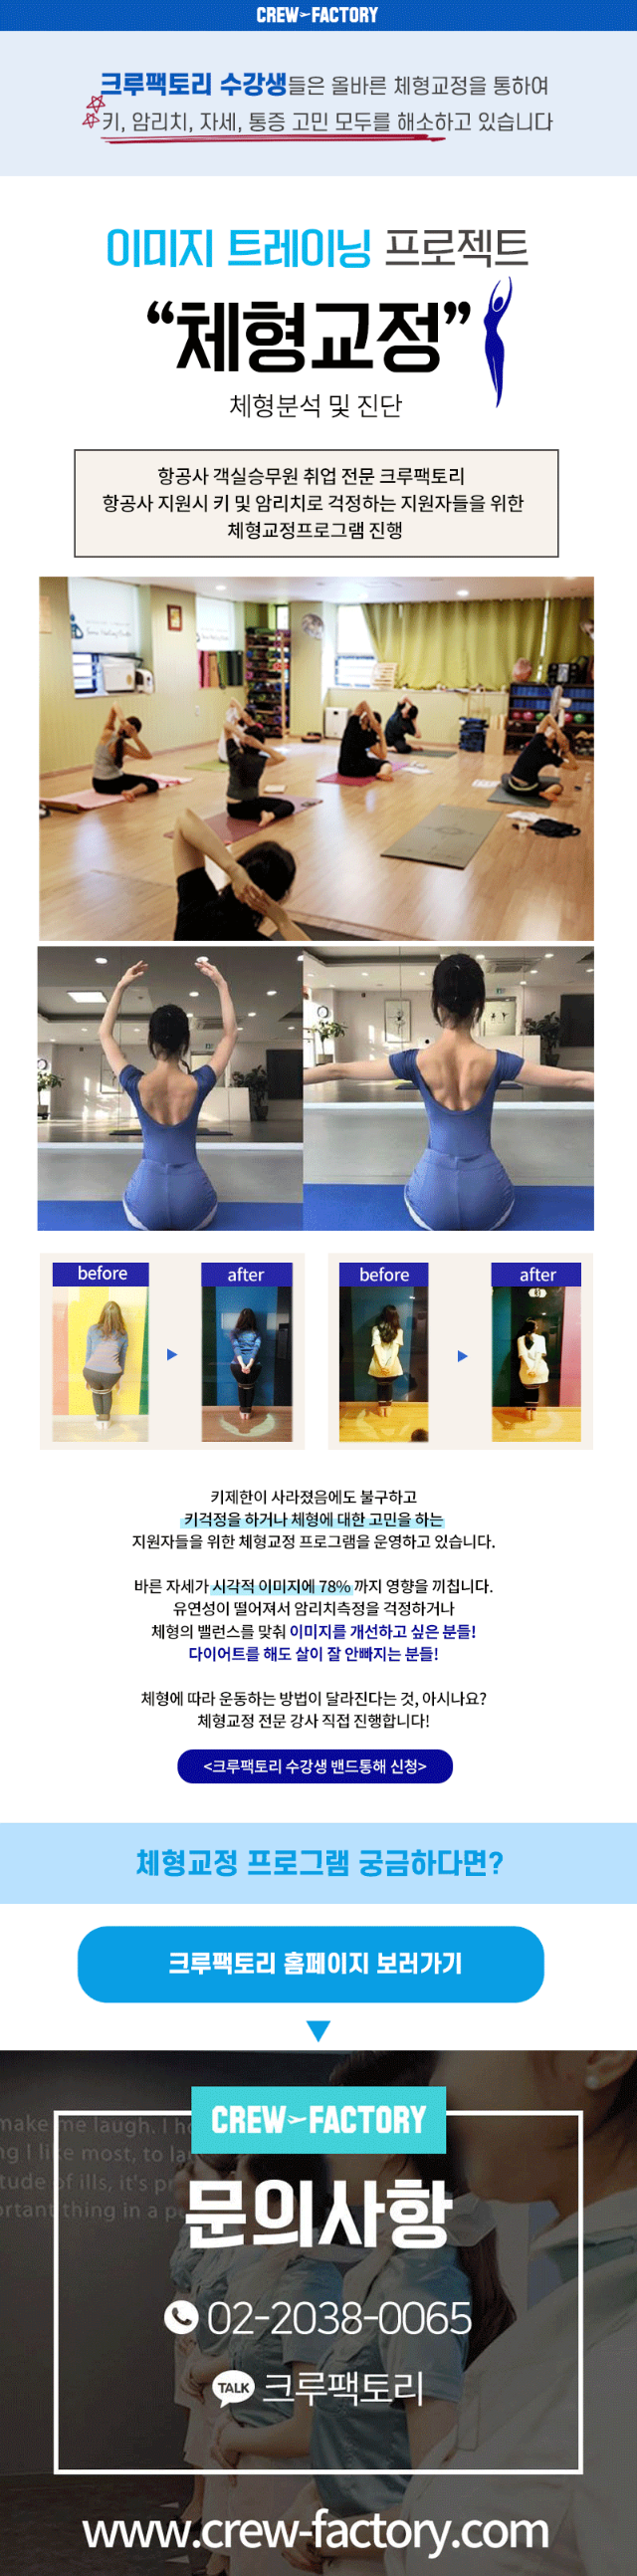 CREW-FACTORY
크루팩토리 수강생들은 올바른 체형교정을 통하여
키, 암리치, 자세, 통증 고민 모두를 해소하고 있습니다
이미지 트레이닝 프로젝트
“체형교정”
체형분석 및 진단
항공사 객실승무원 취업 전문 크루팩토리
항공사 지원시 키 및 암리치로 걱정하는 지원자들을 위한
체형교정프로그램 진행
before
after
before
after
키제한이 사라졌음에도 불구하고
키걱정을 하거나 체형에 대한 고민을 하는
지원자들을 위한 체형교정 프로그램을 운영하고 있습니다.
바른 자세가 시각적 이미지에 78% 까지 영향을 끼칩니다.
유연성이 떨어져서 암리치측정을 걱정하거나
체형의 밸런스를 맞춰 이미지를 개선하고 싶은 분들!
다이어트를 해도 살이 잘 안빠지는 분들!
체형에 따라 운동하는 방법이 달라진다는 것, 아시나요?
체형교정 전문 강사 직접 진행합니다!
<크루팩토리 수강생 밴드통해 신청>
체형교정 프로그램 궁금하다면?
크루팩토리 홈페이지 보러가기
CREW-FACTORY
make me laugh. I
ng I like most, to
tude of ills, it's
ortant thing in a
문의사항
02-2038-0065
TALK 크루팩토리
www.crew-factory.com